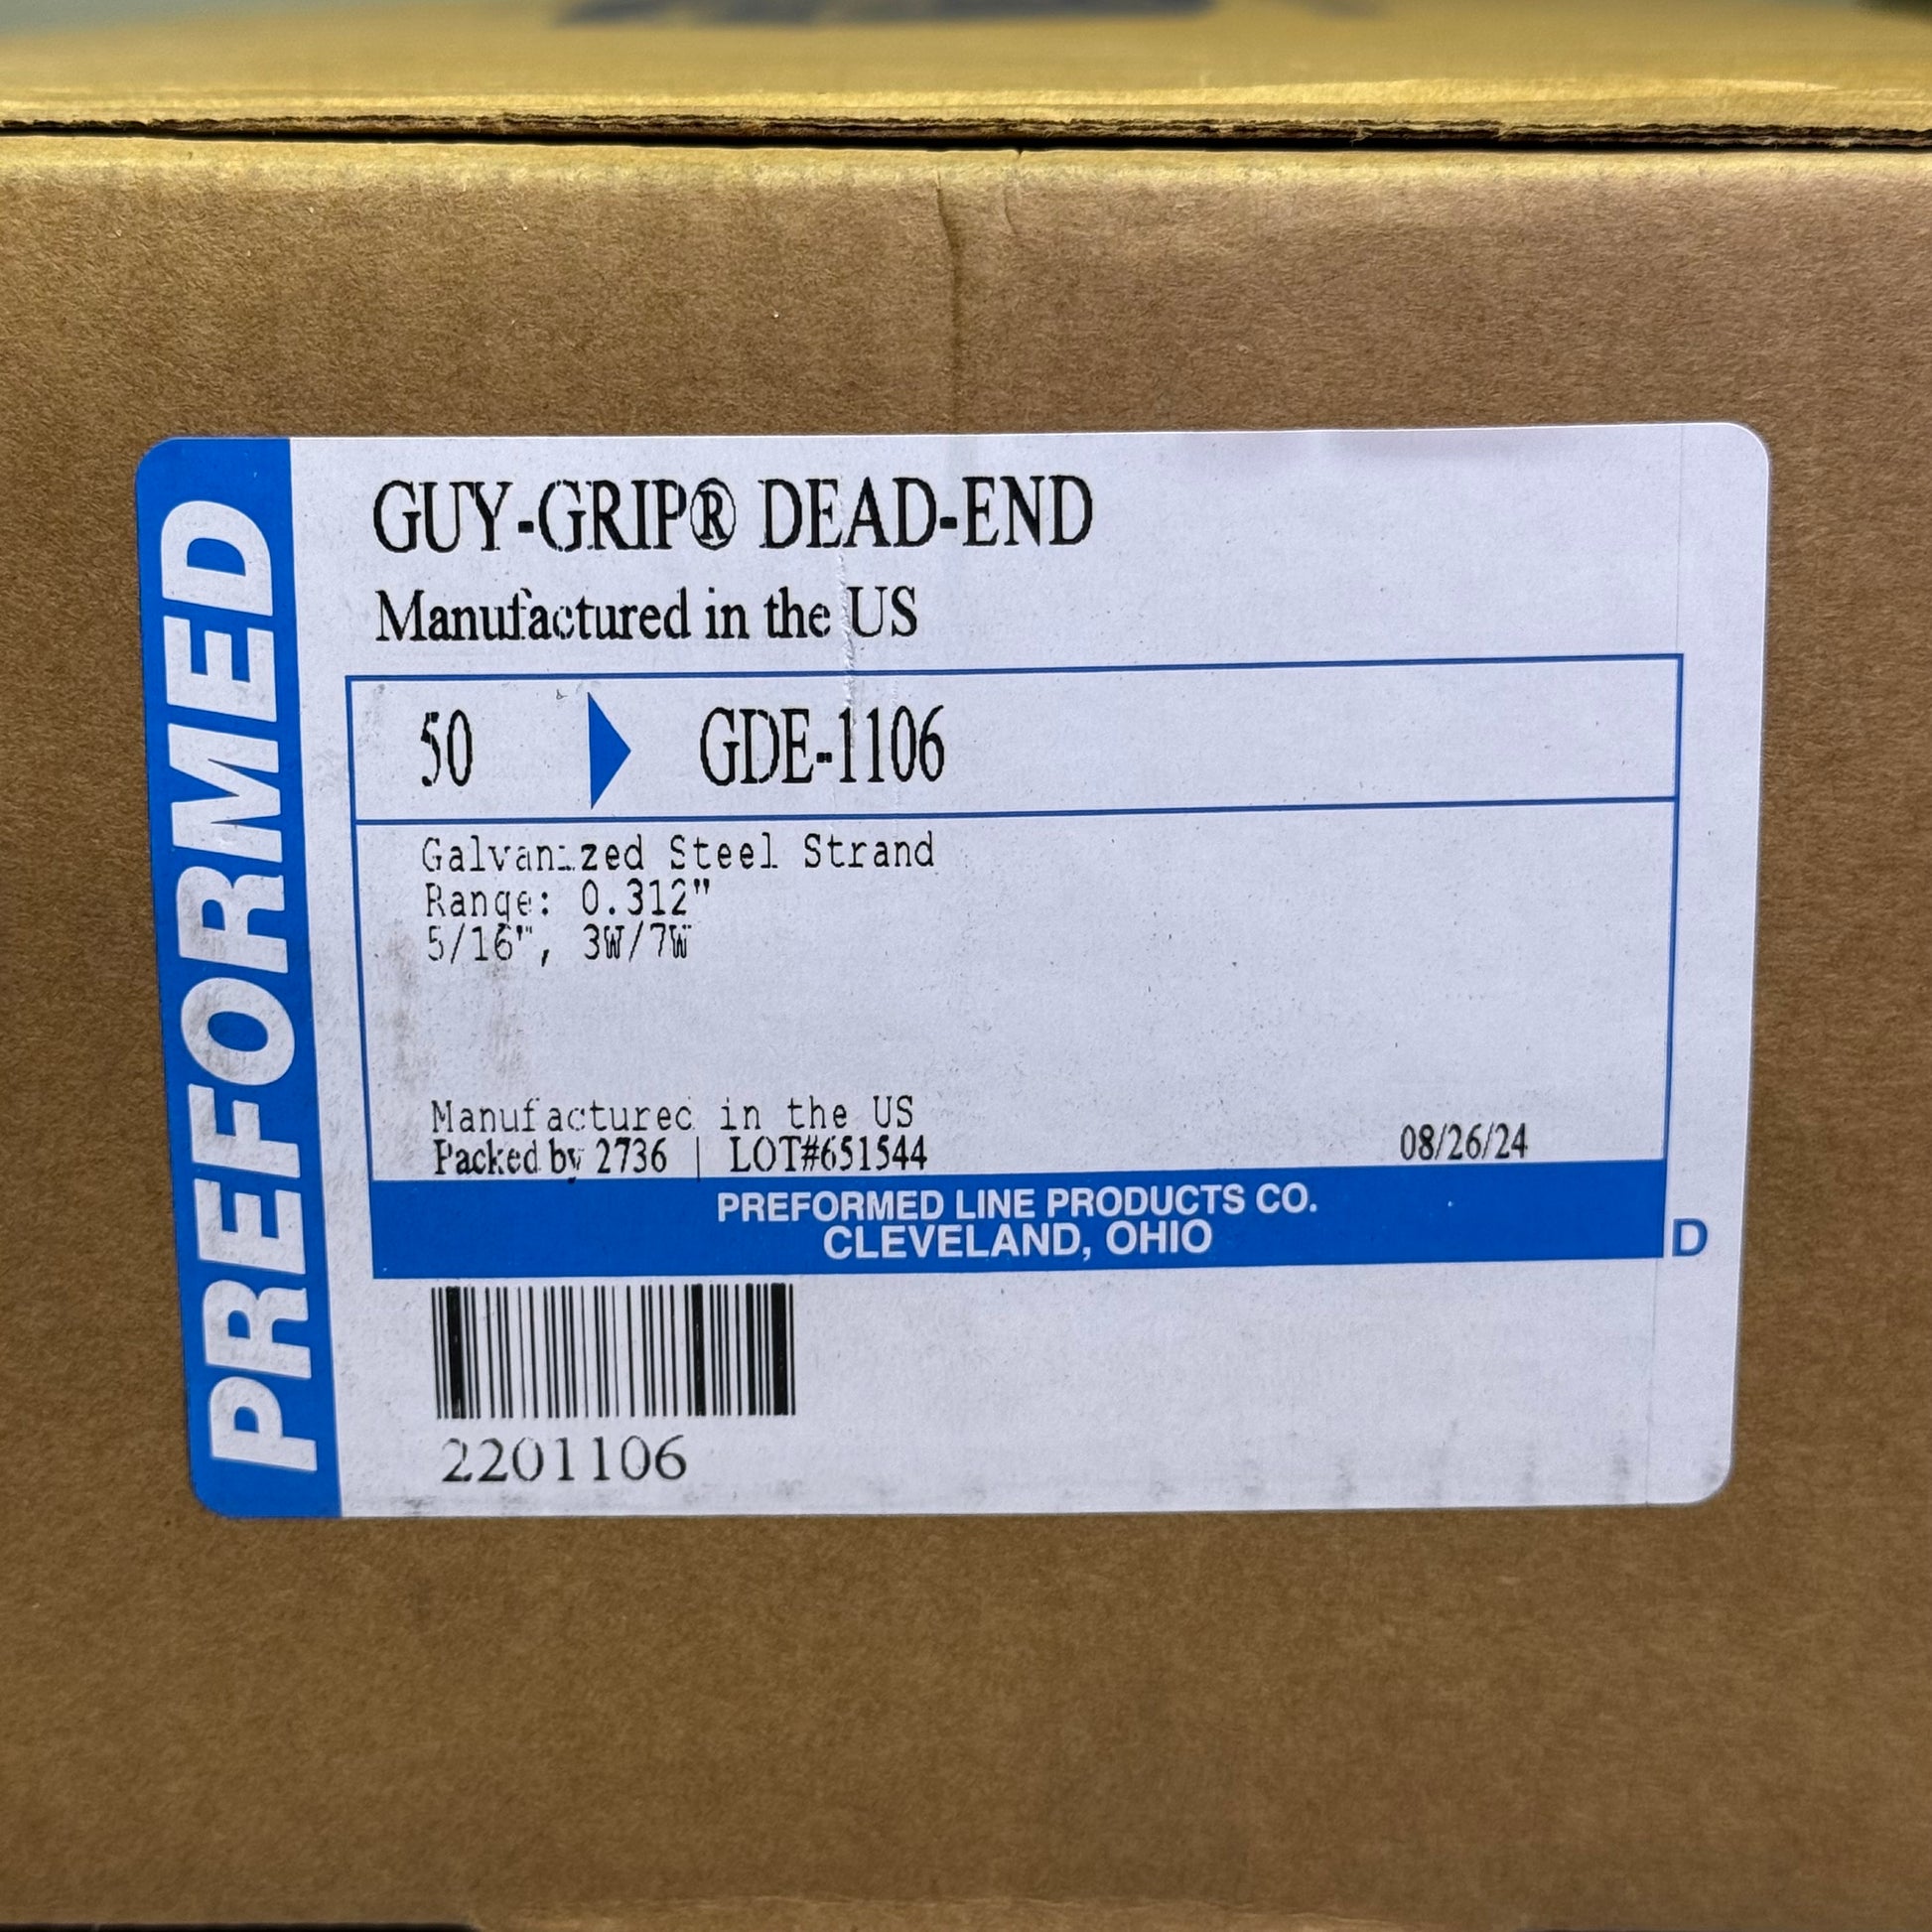 PREFORMED
GUY-GRIP® DEAD-END
Manufactured in the US
50 GDE-1106
Galvanized Steel Strand
Range: 0.312"
5/16", 3W/7W
Manufactured in the US
Packed by 2736 | LOT#651544 08/26/24
PREFORMED LINE PRODUCTS CO.
CLEVELAND, OHIO
D
2201106